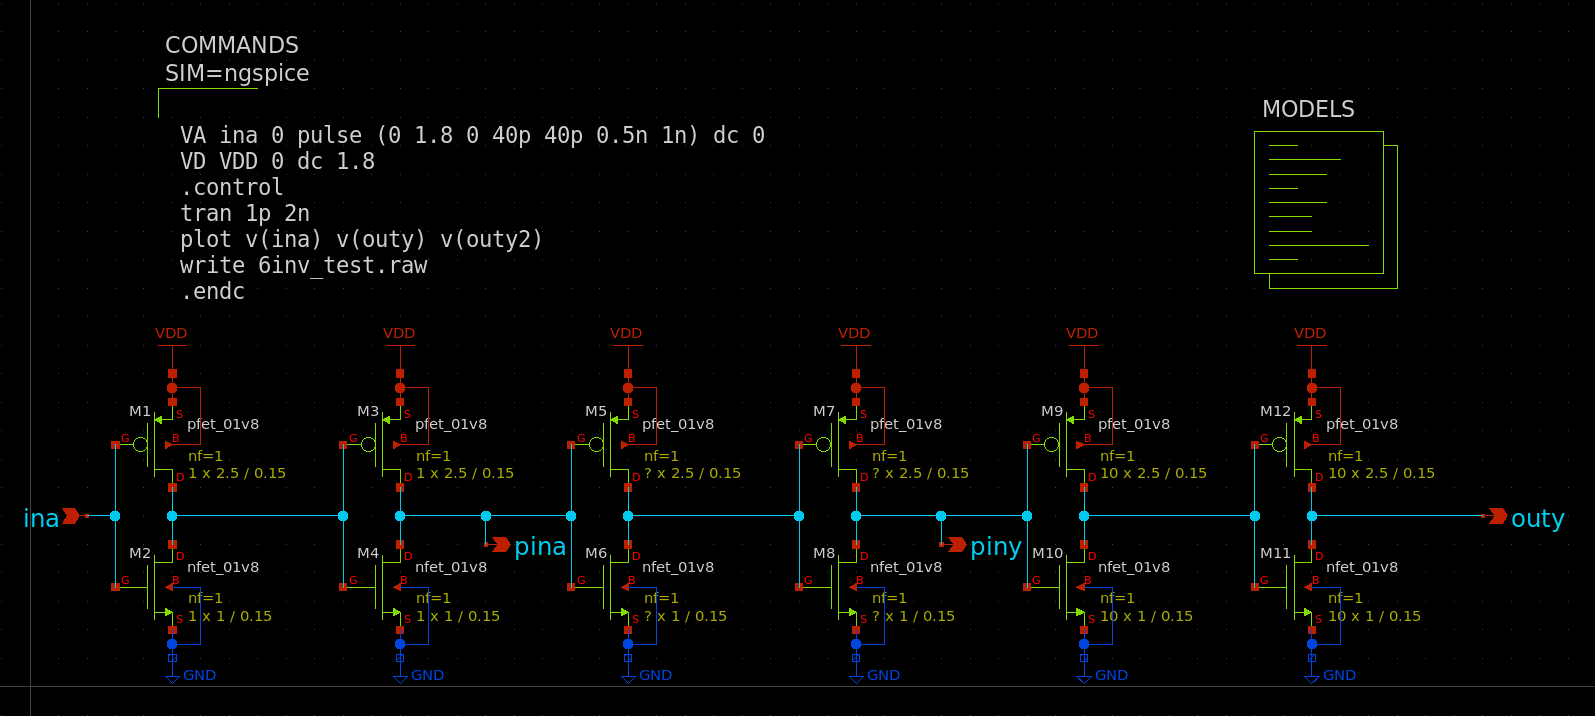 COMMANDS
SIM=ngspice
VA ina 0 pulse (0 1.8 0 40p 40p 0.5n 1n) dc 0
VD VDD 0 dc 1.8
.control
tran 1p 2n
plot v(ina) v(outy) v(outy2)
write 6inv_test.raw
.endc
MODELS
VDD VDD VDD VDD VDD VDD
M1 S pfet_01v8 M3 S pfet_01v8 M5 S pfet_01v8 M7 S pfet_01v8 M9 S pfet_01v8 M12 S pfet_01v8
G B G B G B G B G B G B
nf=1 nf=1 nf=1 nf=1 nf=1 nf=1
D 1 x 2.5 / 0.15 D 1 x 2.5 / 0.15 D ? x 2.5 / 0.15 D ? x 2.5 / 0.15 D 10 x 2.5 / 0.15 D 10 x 2.5 / 0.15
ina outy
pina piny
M2 D nfet_01v8 M4 D nfet_01v8 M6 D nfet_01v8 M8 D nfet_01v8 M10 D nfet_01v8 M11 D nfet_01v8
G B G B G B G B G B G B
nf=1 nf=1 nf=1 nf=1 nf=1 nf=1
S 1 x 1 / 0.15 S 1 x 1 / 0.15 S ? x 1 / 0.15 S ? x 1 / 0.15 S 10 x 1 / 0.15 S 10 x 1 / 0.15
GND GND GND GND GND GND